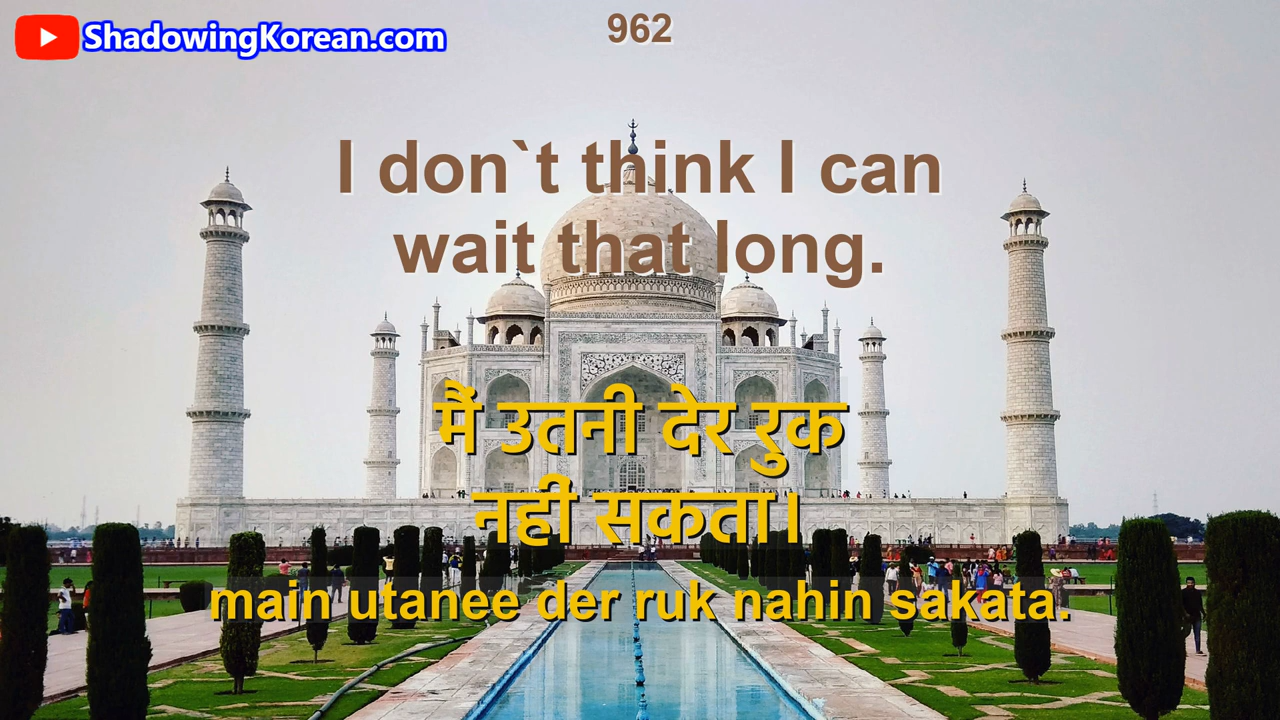 ShadowingKorean.com
962
I don`t think I can
wait that long.
मैं उतनी देर रुक
नहीं सकता।
main utanee der ruk nahin sakata.